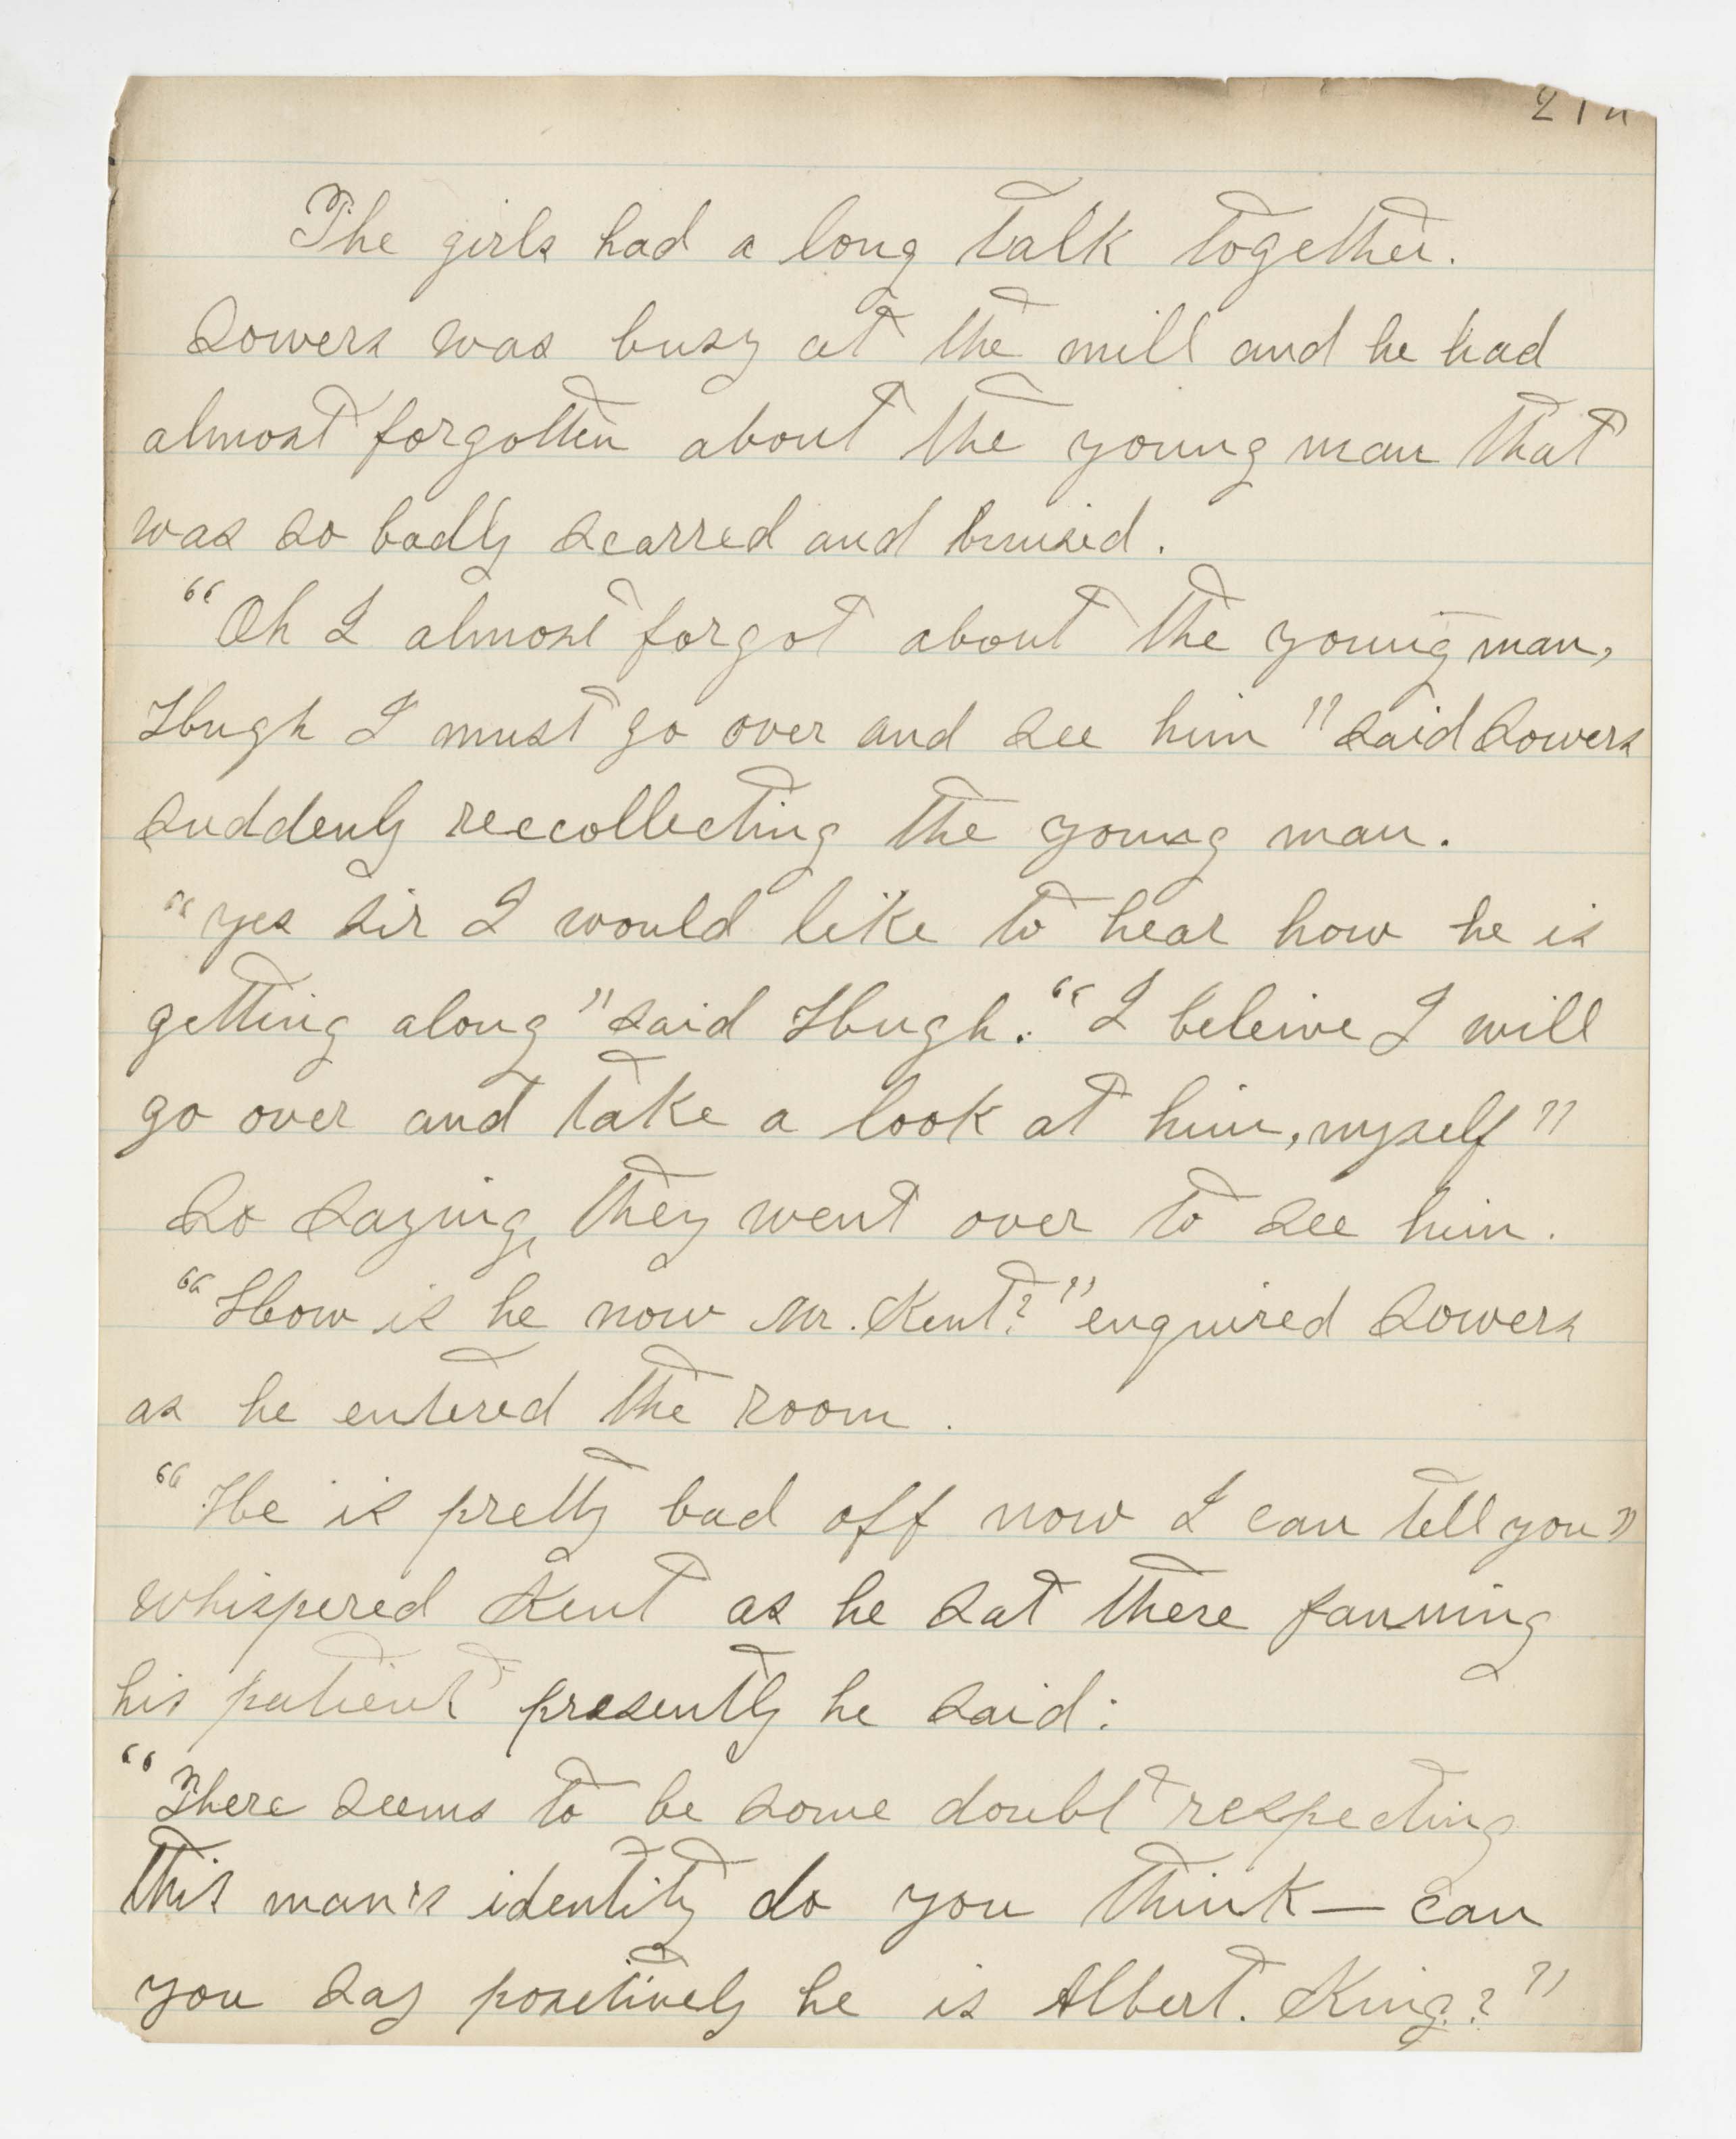 The girls had a long talk together.
Sowers was busy at the mill and he had
almost forgotten about the young man that
was so badly scarred and bruised.
"Oh I almost forgot about the young man,
Hugh I must go over and see him" said Sowers
suddenly reecollecting the young man.
"yes sir I would like to hear how he is
getting along" said Hugh. "I beleive I will
go over and take a look at him, myself"
So saying, they went over to see him.
"How is he now Mr. Kent?" enquired Sowers
as he entered the room.
"He is pretty bad off now I can tell you"
whispered Kent as he sat there fanning
his patient presently he said:
"There seems to be some doubt respecting
this man's identity do you think — can
you say posetively he is Albert. King?"